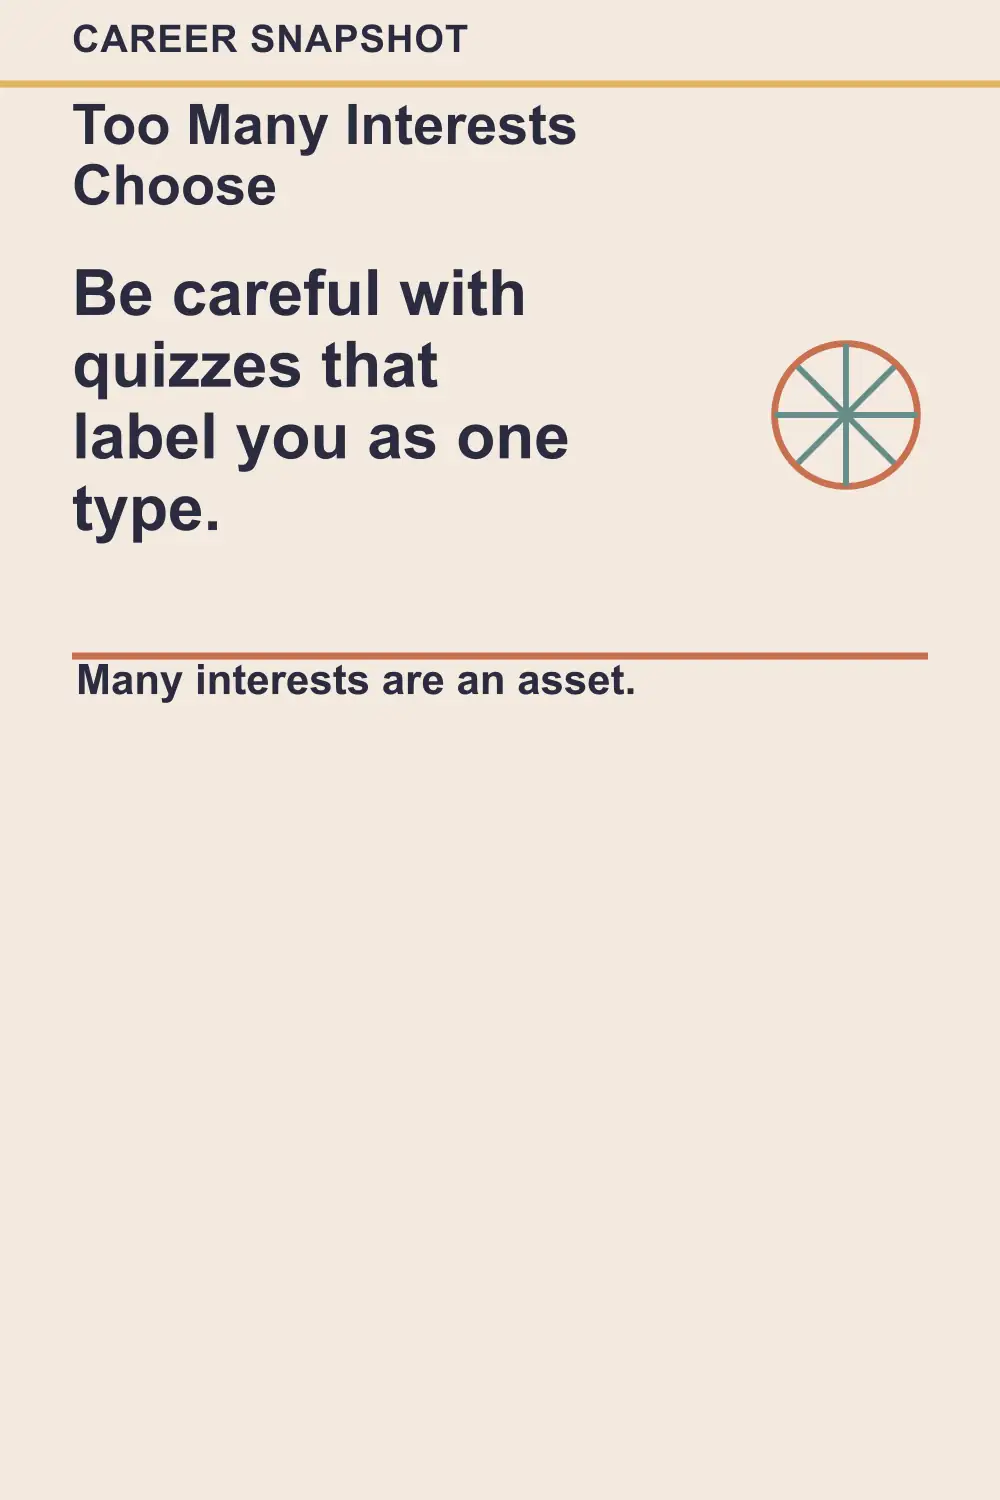 CAREER SNAPSHOT
Too Many Interests
Choose
Be careful with
quizzes that
label you as one
type.
Many interests are an asset.